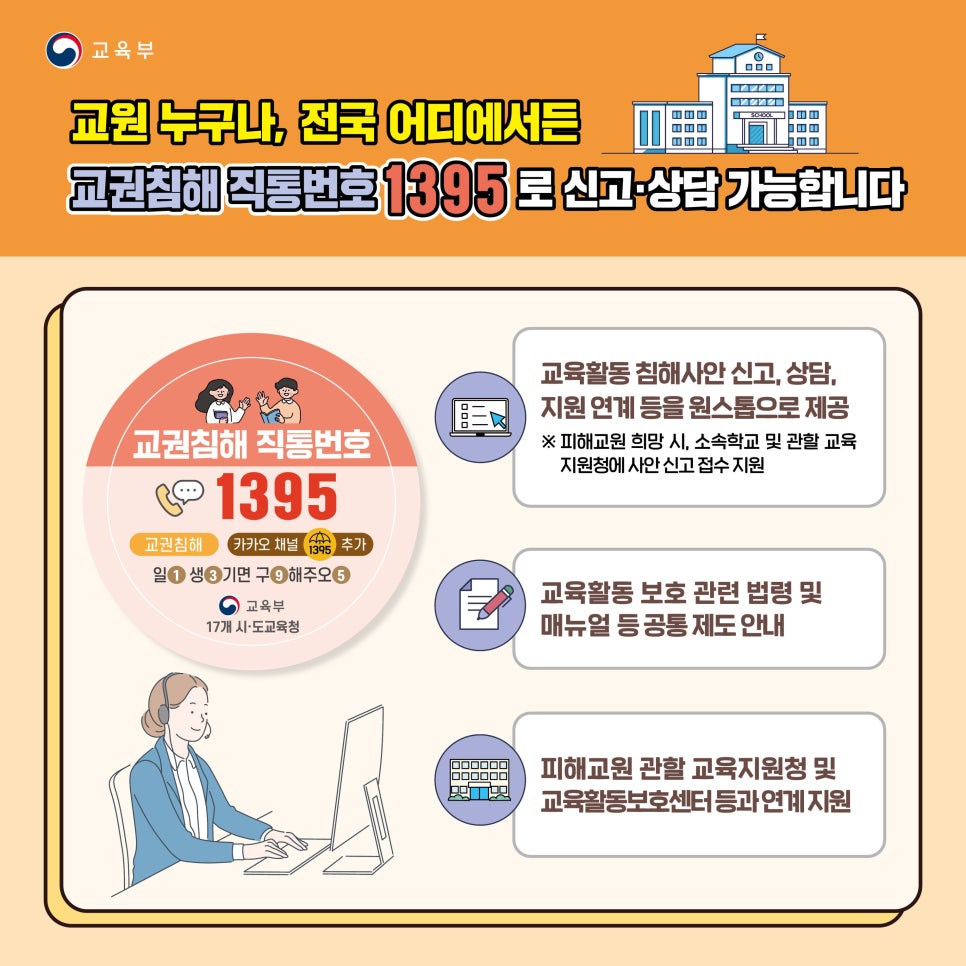 교육부
SCHOOL
교원 누구나, 전국 어디에서든
교권침해 직통번호 1395 로 신고·상담 가능합니다
교권침해 직통번호
1395
교권침해 카카오 채널 1395 추가
일1 생3기면 구9해주오5
교육부
17개 시·도교육청
교육활동 침해사안 신고, 상담,
지원 연계 등을 원스톱으로 제공
※ 피해교원 희망 시, 소속학교 및 관할 교육
지원청에 사안 신고 접수 지원
교육활동 보호 관련 법령 및
매뉴얼 등 공통 제도 안내
피해교원 관할 교육지원청 및
교육활동보호센터 등과 연계 지원